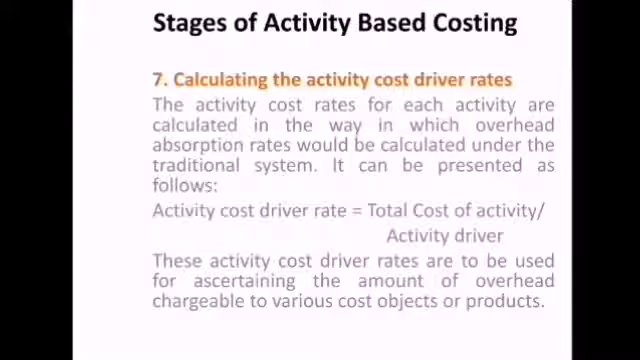 Stages of Activity Based Costing
7. Calculating the activity cost driver rates
The activity cost rates for each activity are
calculated in the way in which overhead
absorption rates would be calculated under the
traditional system. It can be presented as
follows:
Activity cost driver rate = Total Cost of activity/
Activity driver
These activity cost driver rates are to be used
for ascertaining the amount of overhead
chargeable to various cost objects or products.